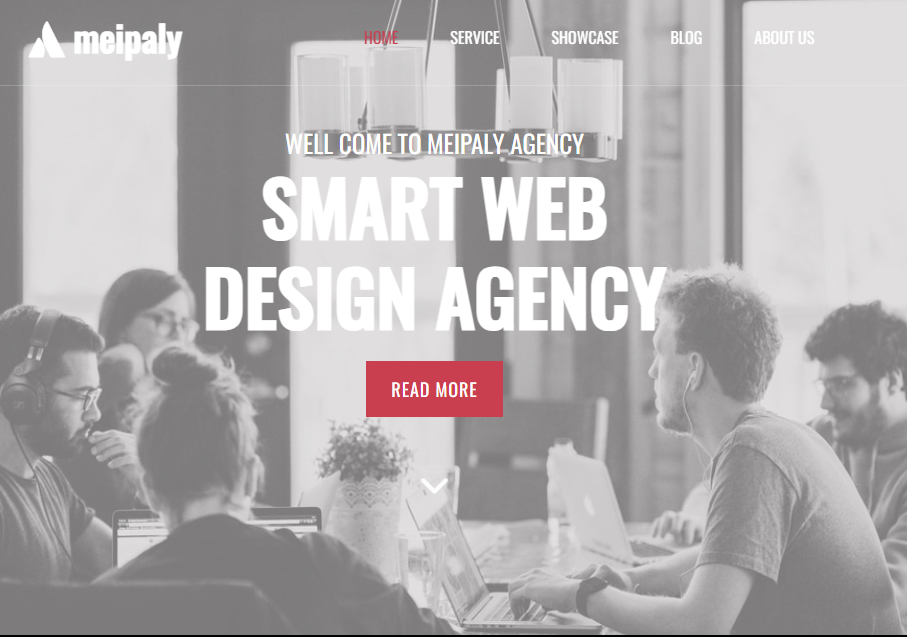 meipaly
HOME SERVICE SHOWCASE BLOG ABOUT US
WELL COME TO MEIPALY AGENCY
SMART WEB
DESIGN AGENCY
READ MORE